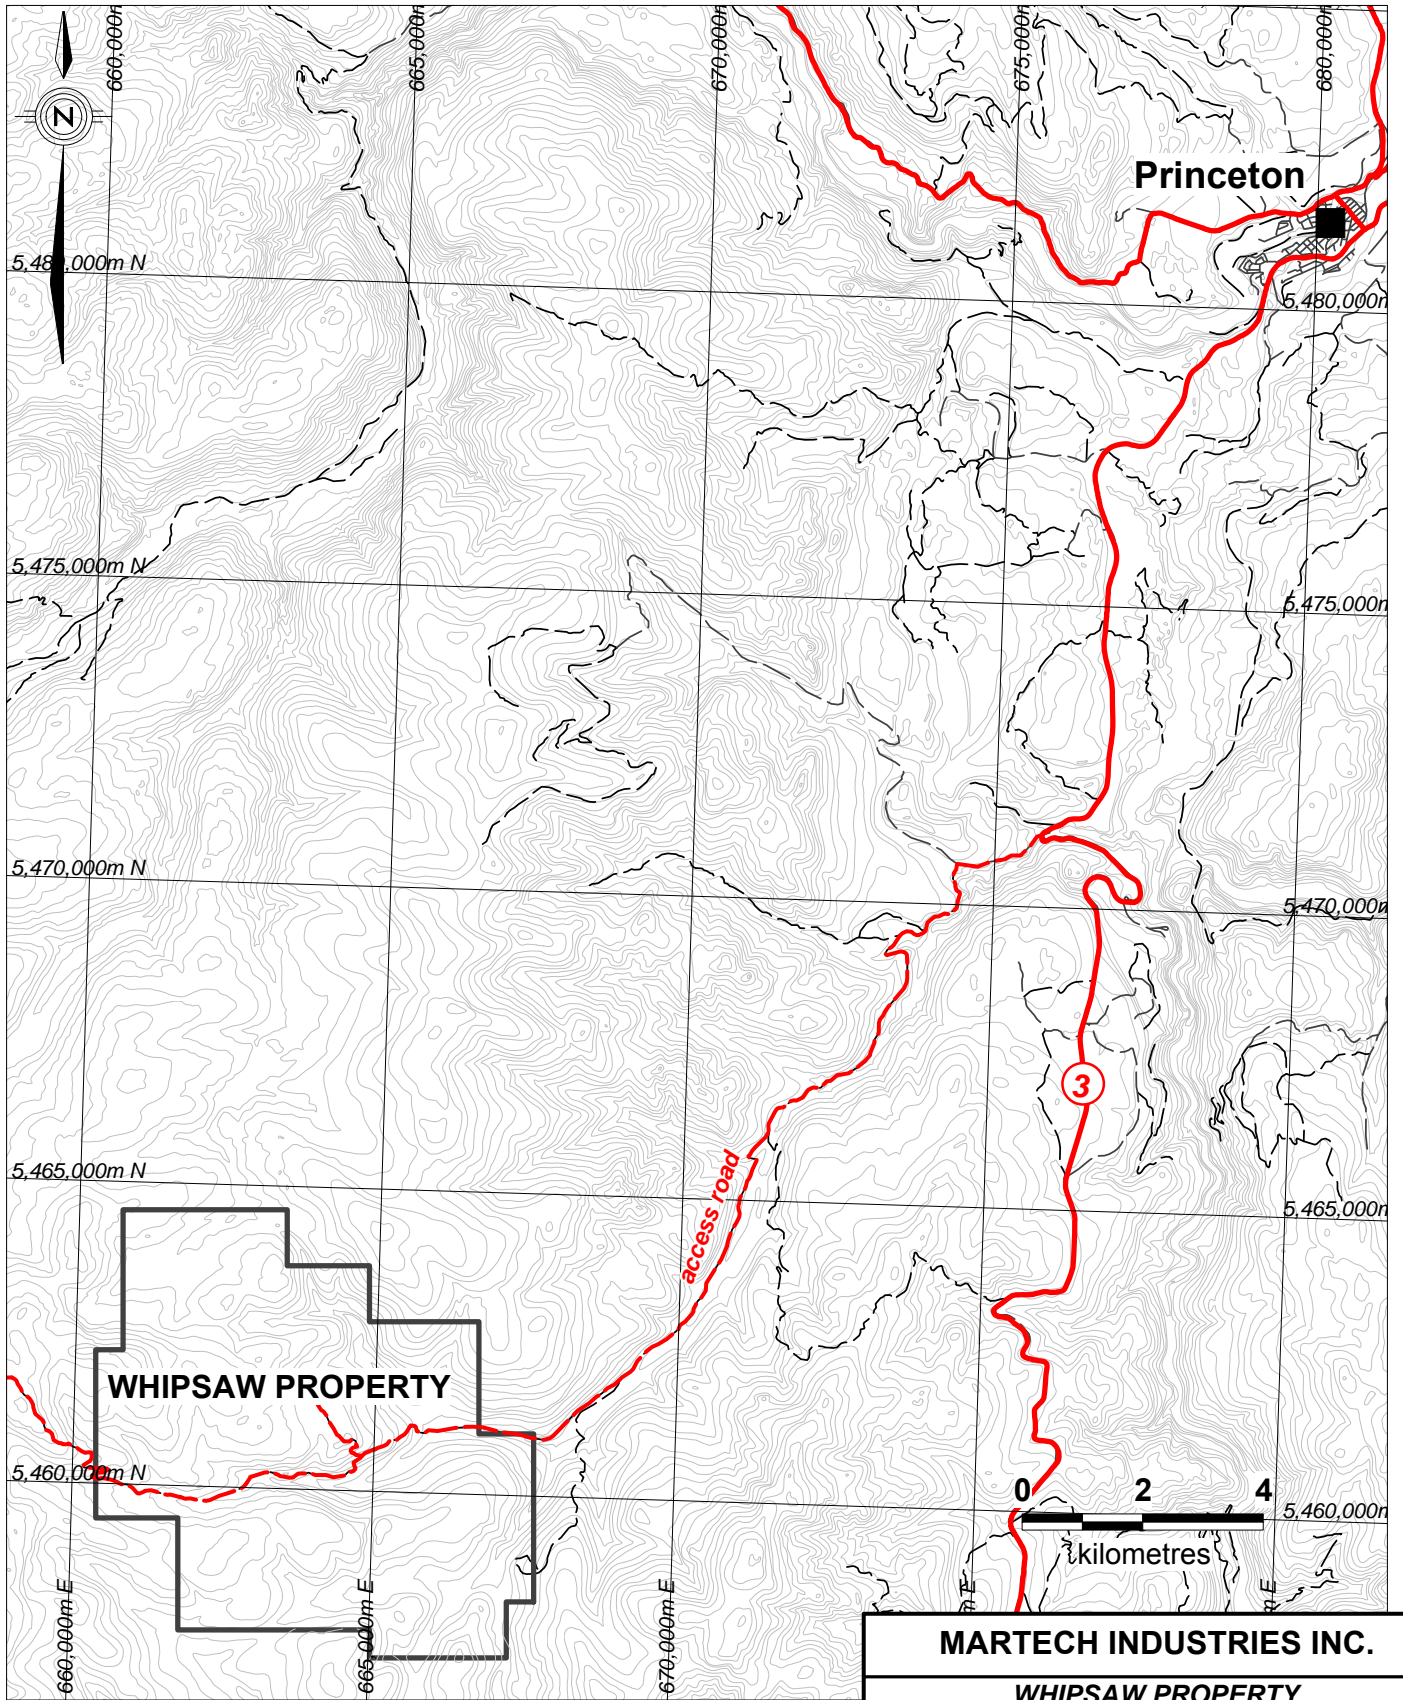 660,000m
665,000m
670,000m
675,000m
680,000m
N
Princeton
5,480,000m N
5,480,000m
5,475,000m N
5,475,000m
5,470,000m N
5,470,000m
3
5,465,000m N
access road
5,465,000m
WHIPSAW PROPERTY
5,460,000m N
0 2 4
5,460,000m
kilometres
660,000m E
665,000m E
670,000m E
m E
m E
MARTECH INDUSTRIES INC.
WHIPSAW PROPERTY